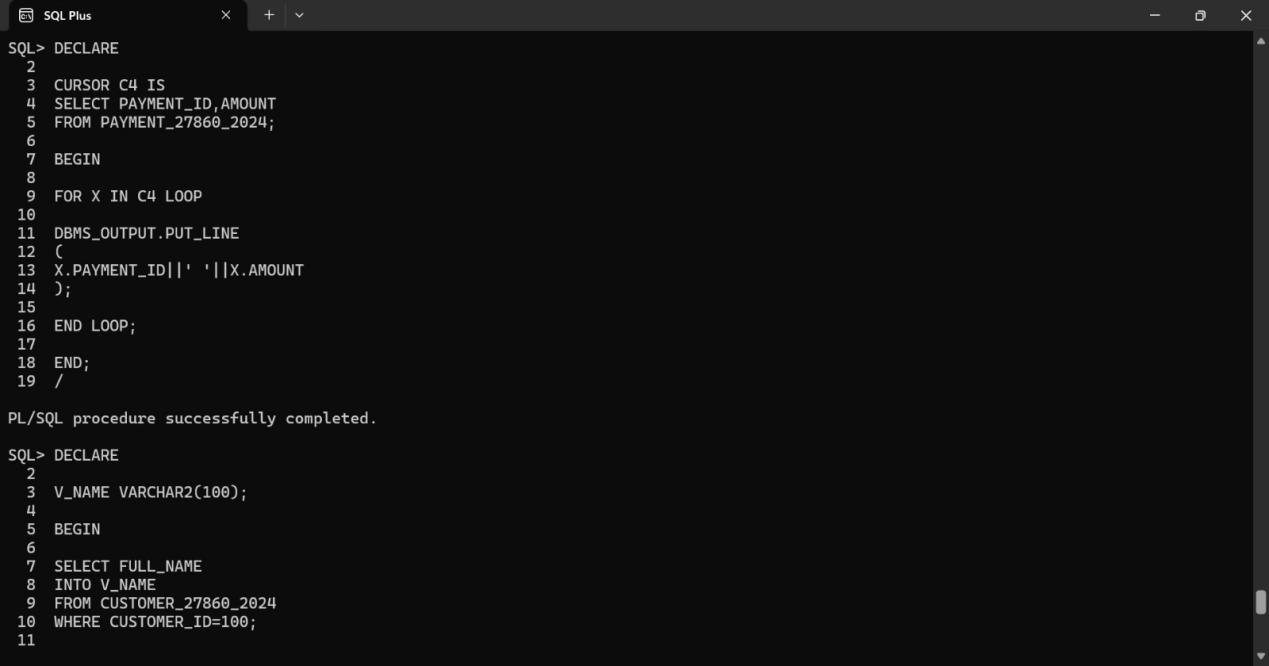 SQL Plus
SQL> DECLARE
2
3 CURSOR C4 IS
4 SELECT PAYMENT_ID,AMOUNT
5 FROM PAYMENT_27860_2024;
6
7 BEGIN
8
9 FOR X IN C4 LOOP
10
11 DBMS_OUTPUT.PUT_LINE
12 (
13 X.PAYMENT_ID||' '||X.AMOUNT
14 );
15
16 END LOOP;
17
18 END;
19 /
PL/SQL procedure successfully completed.
SQL> DECLARE
2
3 V_NAME VARCHAR2(100);
4
5 BEGIN
6
7 SELECT FULL_NAME
8 INTO V_NAME
9 FROM CUSTOMER_27860_2024
10 WHERE CUSTOMER_ID=100;
11